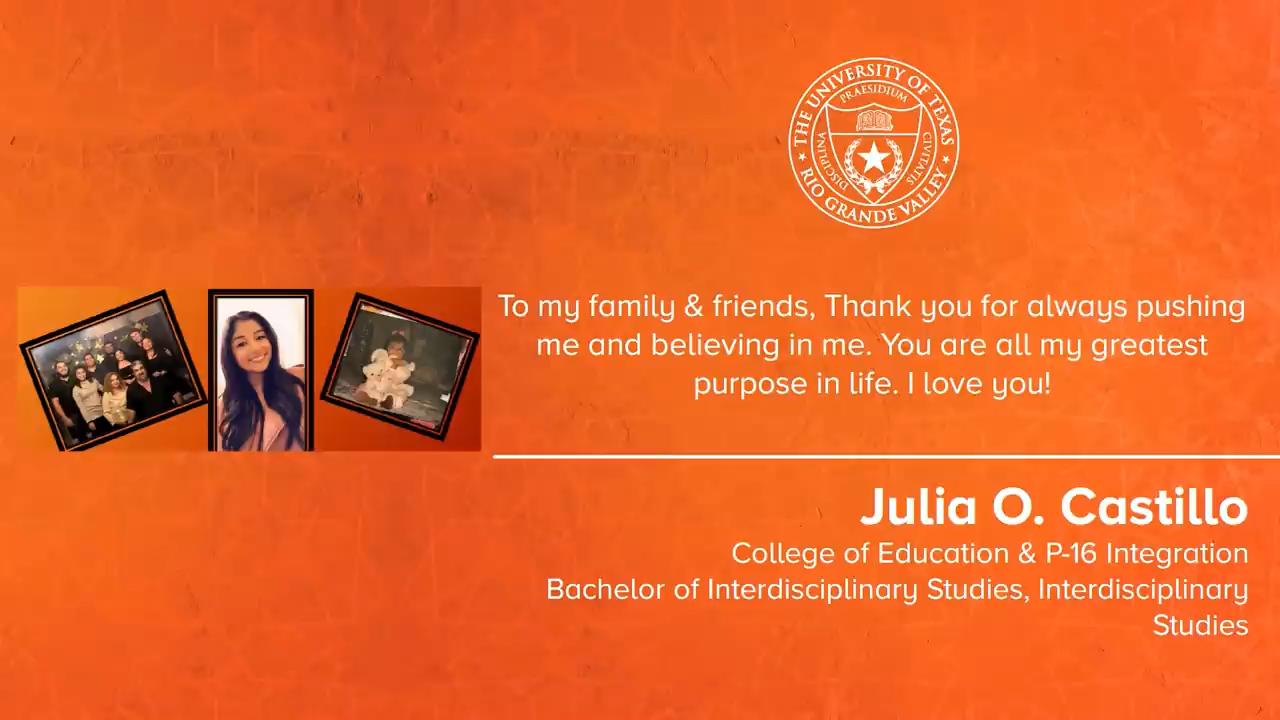 THE UNIVERSITY OF TEXAS
RIO GRANDE VALLEY
PRAESIDIUM
DISCIPLINA
CIVITATIS
To my family & friends, Thank you for always pushing
me and believing in me. You are all my greatest
purpose in life. I love you!
Julia O. Castillo
College of Education & P-16 Integration
Bachelor of Interdisciplinary Studies, Interdisciplinary
Studies